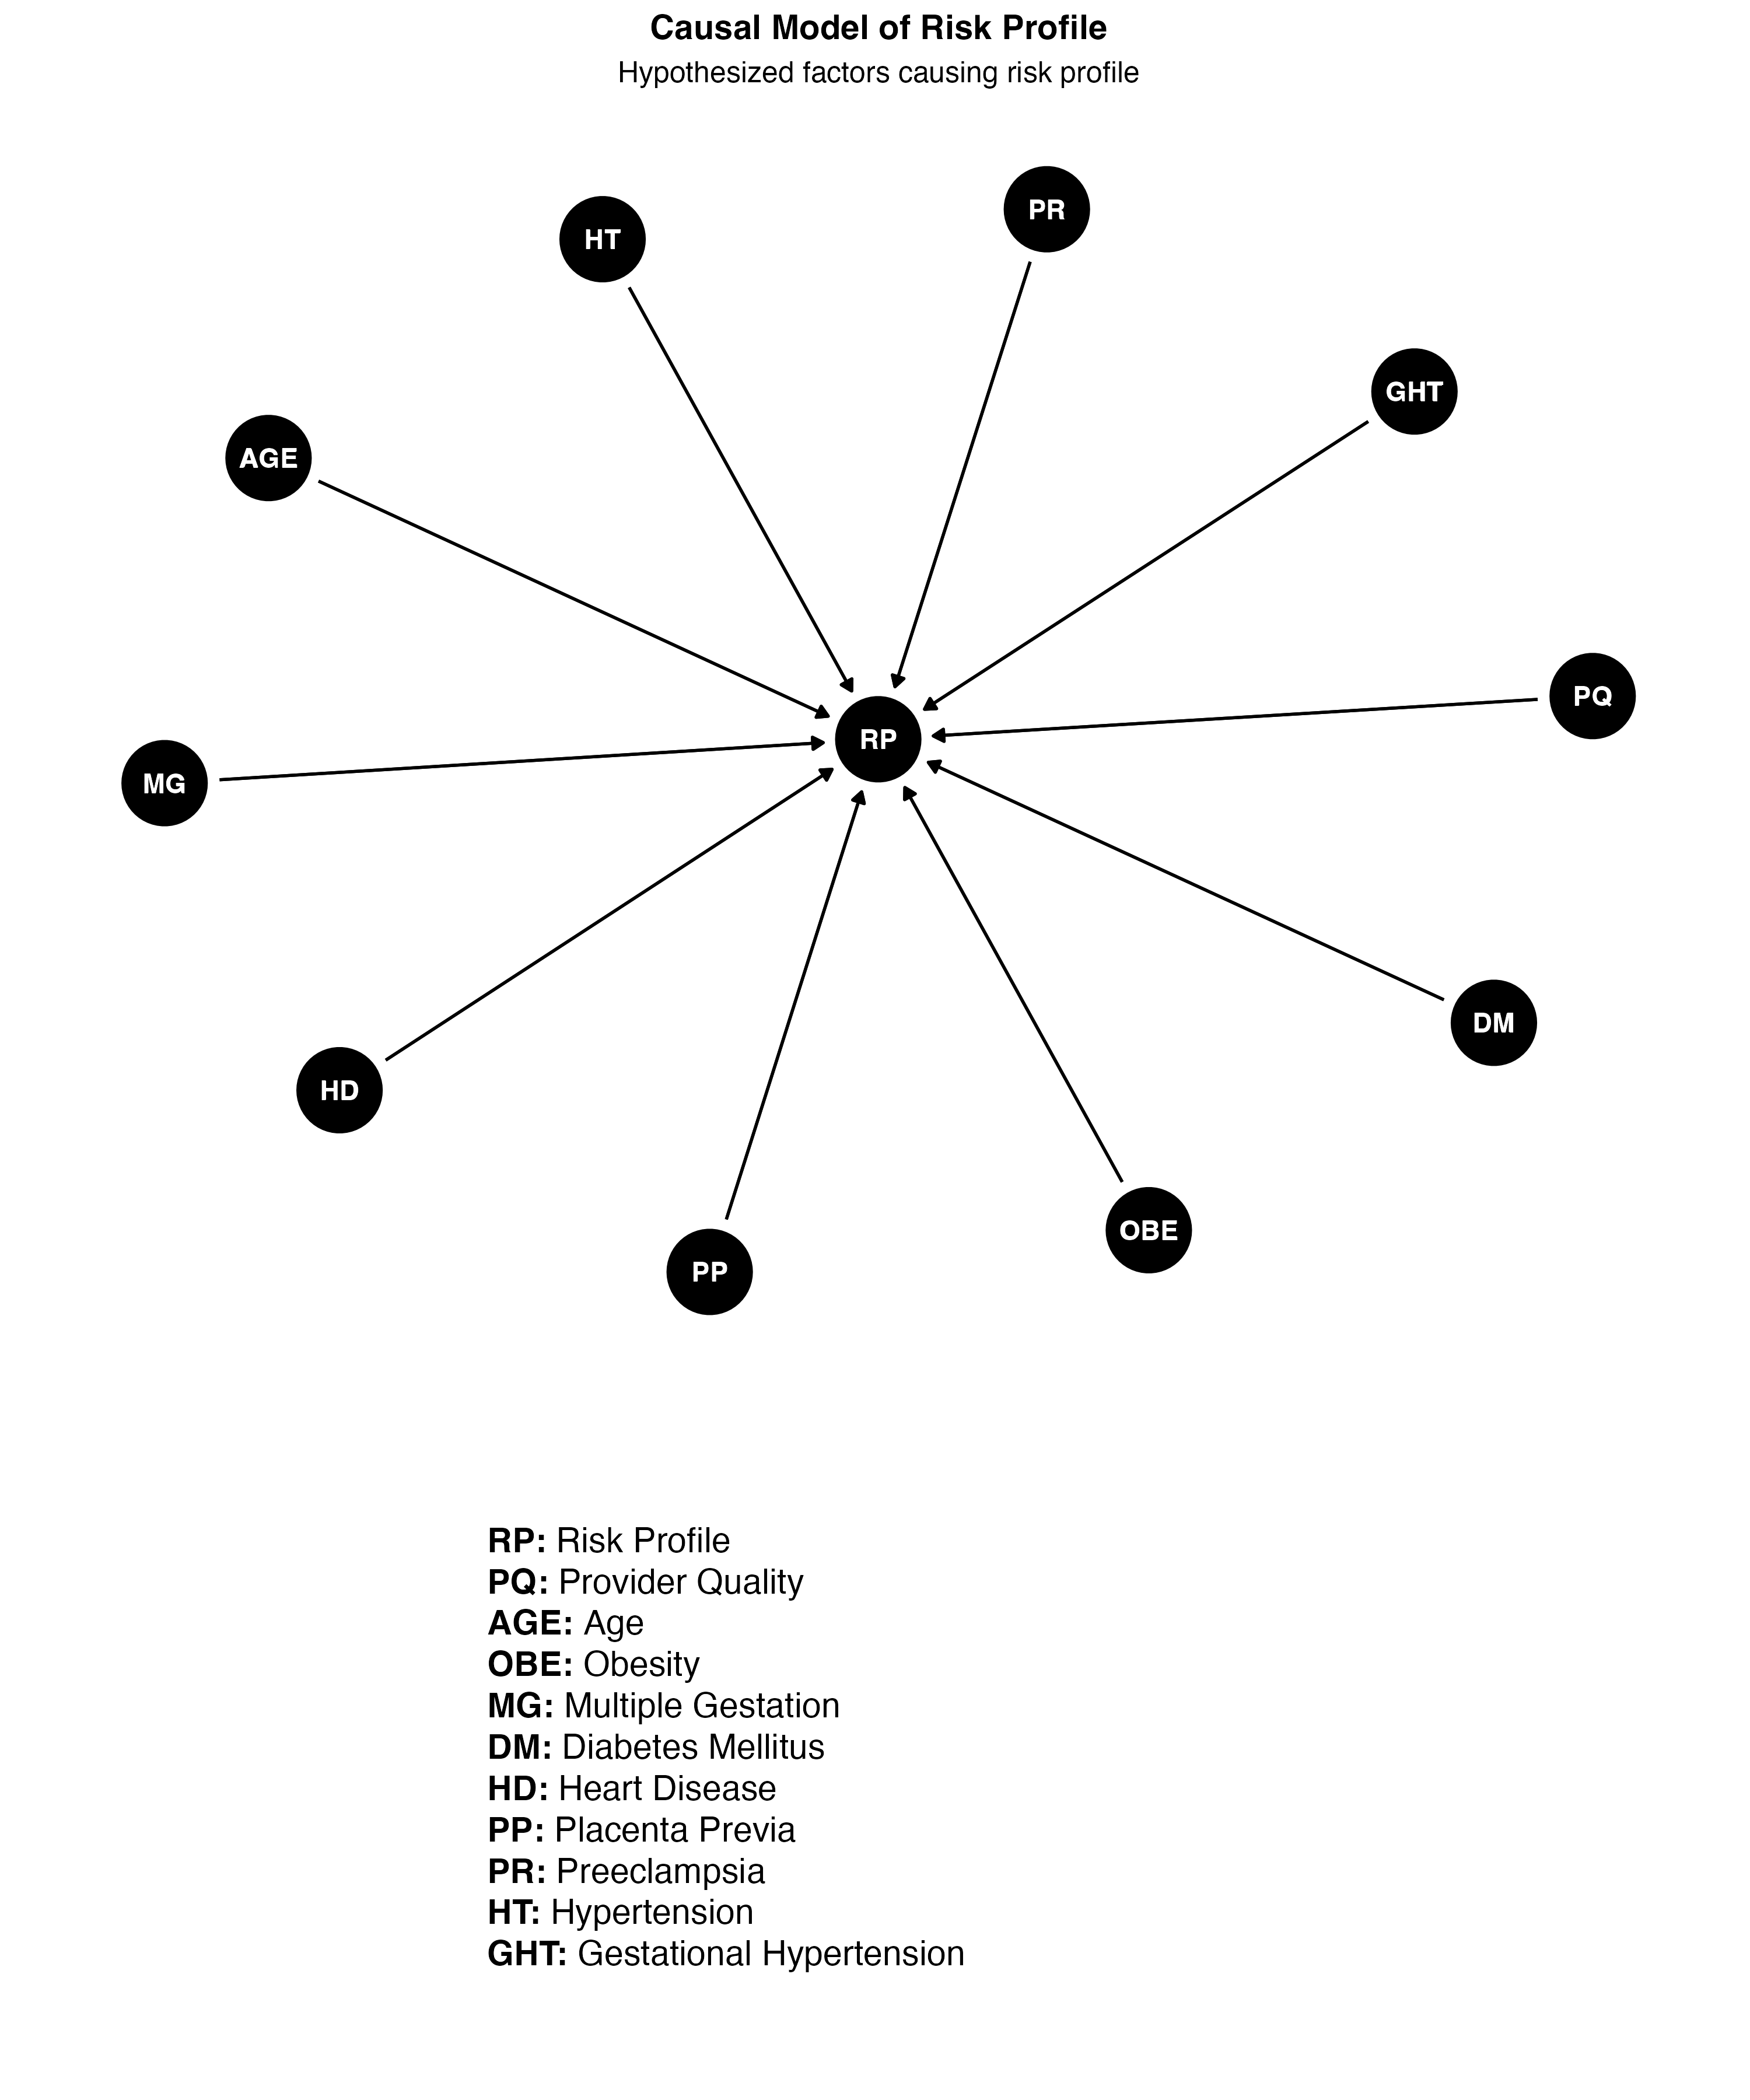 Causal Model of Risk Profile
Hypothesized factors causing risk profile
PR
HT
GHT
AGE
PQ
RP
MG
DM
HD
OBE
PP
RP: Risk Profile
PQ: Provider Quality
AGE: Age
OBE: Obesity
MG: Multiple Gestation
DM: Diabetes Mellitus
HD: Heart Disease
PP: Placenta Previa
PR: Preeclampsia
HT: Hypertension
GHT: Gestational Hypertension